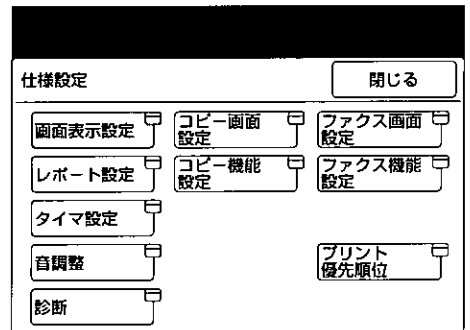 仕様設定
閉じる
画面表示設定
コピー画面
設定
ファクス画面
設定
レポート設定
コピー機能
設定
ファクス機能
設定
タイマ設定
音調整
プリント
優先順位
診断